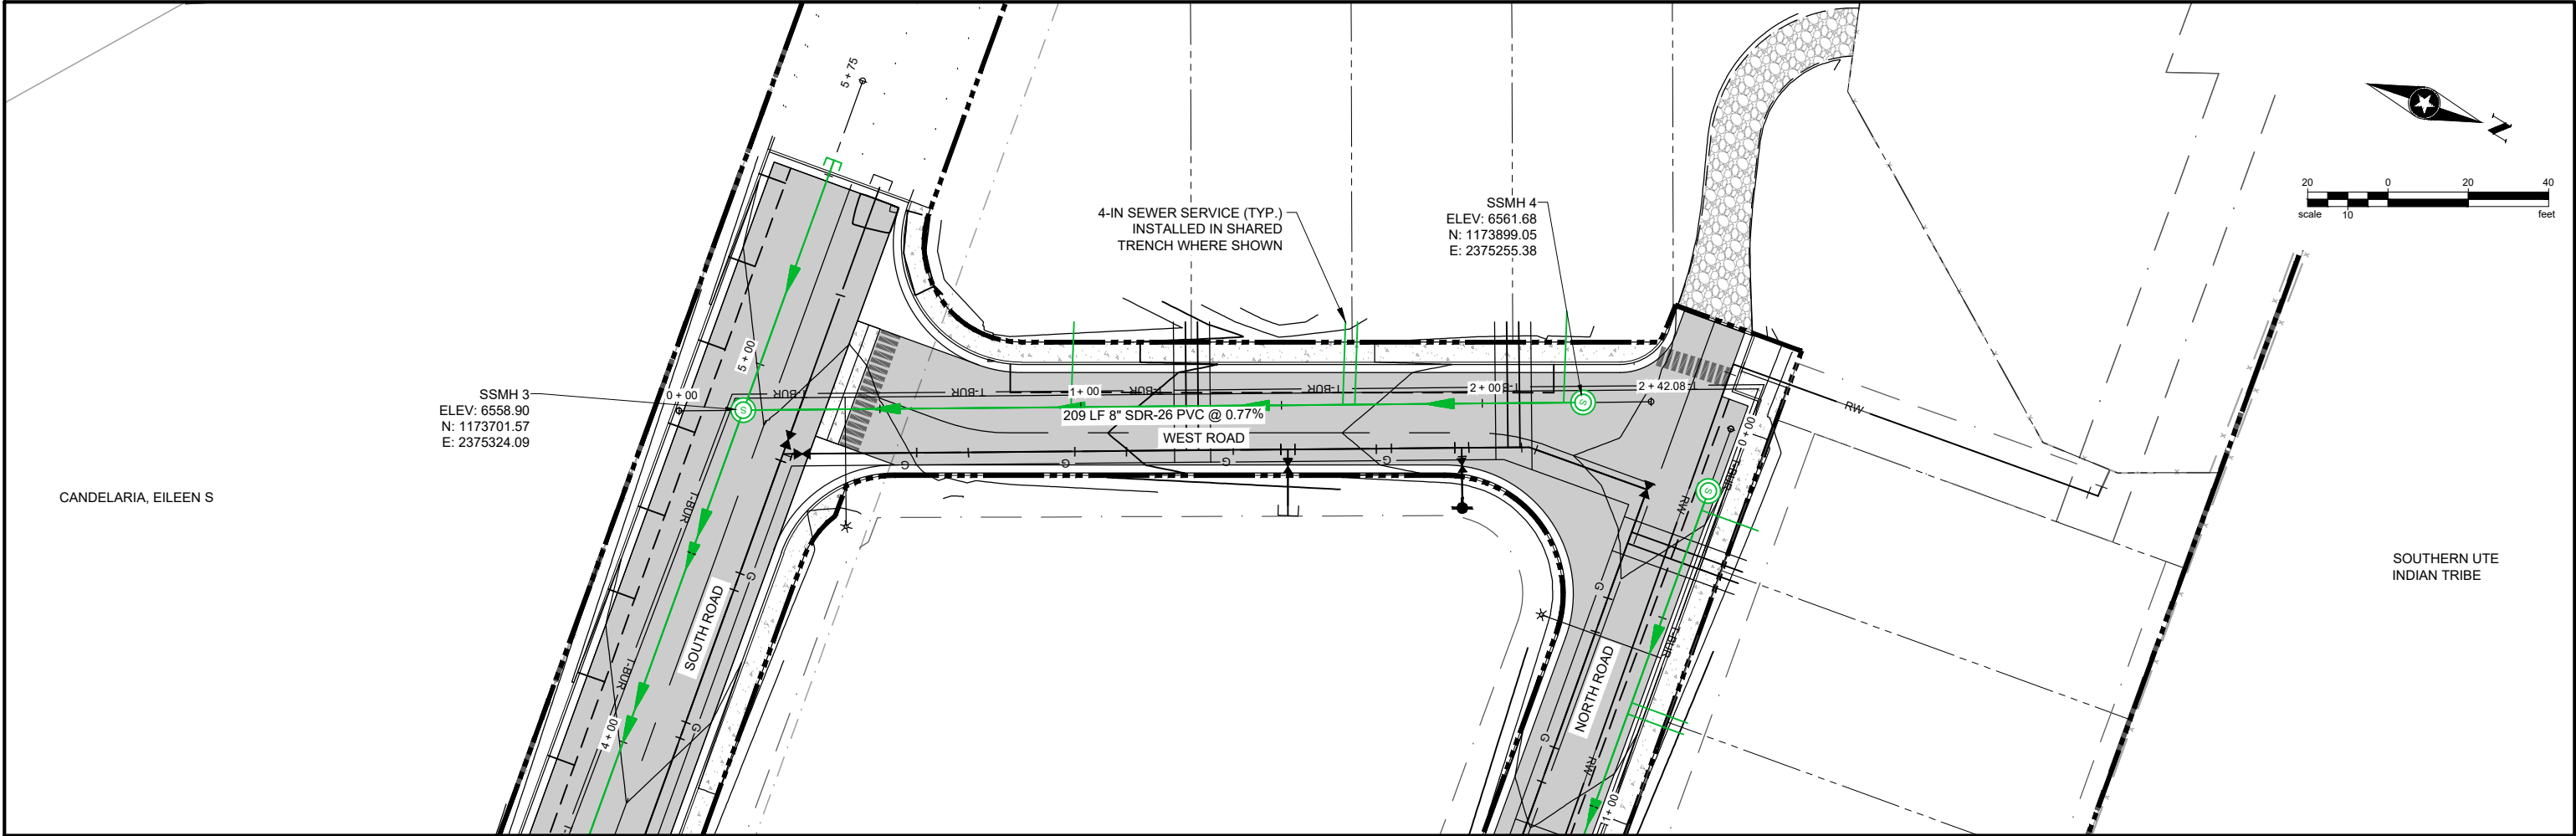 5 + 75
N
20 0 20 40
scale 10 feet
4-IN SEWER SERVICE (TYP.)
INSTALLED IN SHARED
TRENCH WHERE SHOWN
SSMH 4
ELEV: 6561.68
N: 1173899.05
E: 2375255.38
5 + 00
SSMH 3
ELEV: 6558.90
N: 1173701.57
E: 2375324.09
0 + 00
T-BUR
T-BUR
1 + 00
T-BUR
T-BUR
2 + 00
2 + 42.08
RW
209 LF 8" SDR-26 PVC @ 0.77%
WEST ROAD
G
G
G
G
0 + 00
T-BUR
RW
S
S
S
CANDELARIA, EILEEN S
T-BUR
G
SOUTH ROAD
T-BUR
G
4 + 00
SOUTHERN UTE
INDIAN TRIBE
G
T-BUR
NORTH ROAD
G
RW
1 + 00